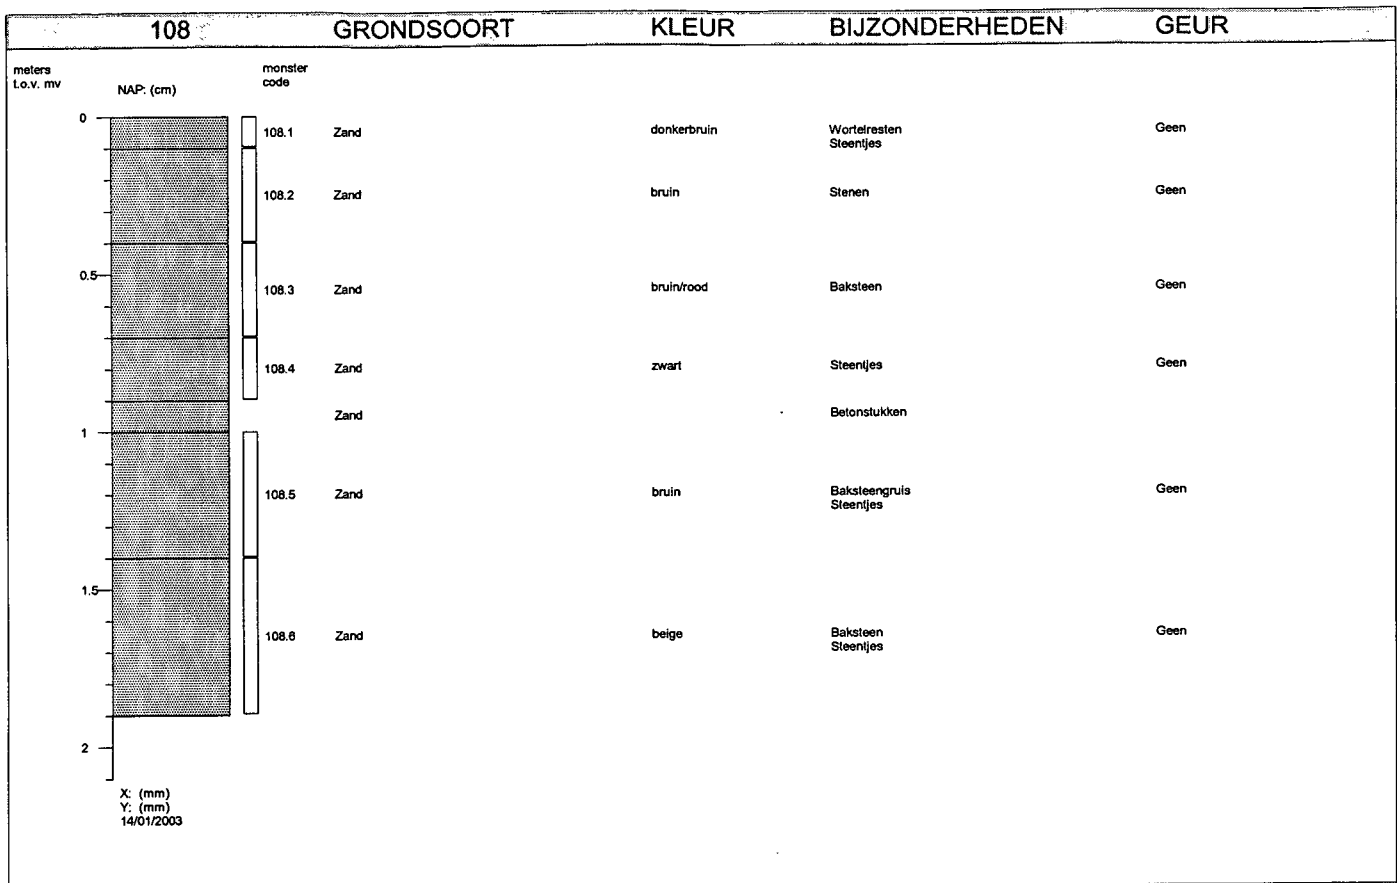 108 GRONDSOORT KLEUR BIJZONDERHEDEN GEUR
meters
t.o.v. mv
NAP: (cm)
monster
code
0
108.1 Zand donkerbruin Wortelresten Geen
Steentjes
108.2 Zand bruin Stenen Geen
0.5
108.3 Zand bruin/rood Baksteen Geen
108.4 Zand zwart Steentjes Geen
Zand Betonstukken
1
108.5 Zand bruin Baksteengruis Geen
Steentjes
1.5
108.6 Zand beige Baksteen Geen
Steentjes
2
X: (mm)
Y: (mm)
14/01/2003